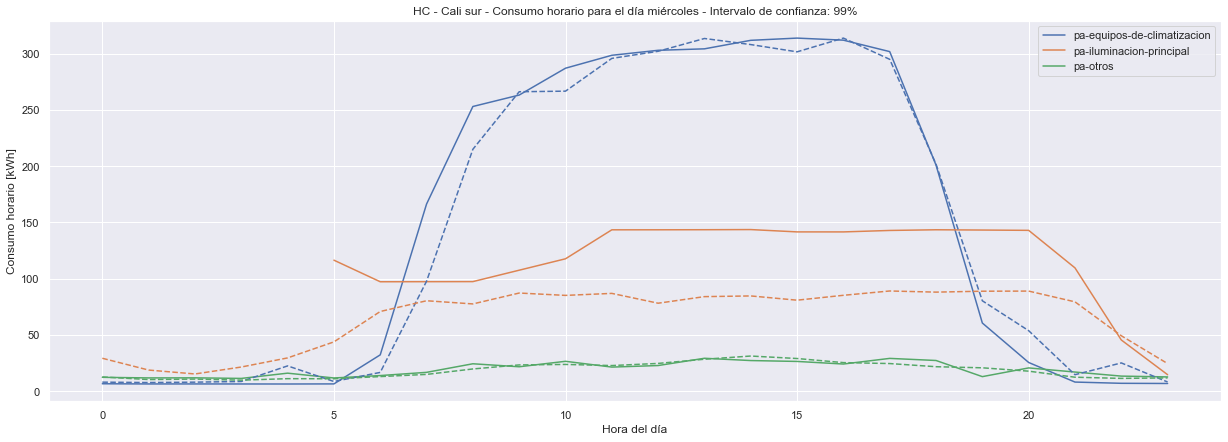 HC - Cali sur - Consumo horario para el día miércoles - Intervalo de confianza: 99%
pa-equipos-de-climatizacion
pa-iluminacion-principal
pa-otros
Consumo horario [kWh]
300
250
200
150
100
50
0
0 5 10 15 20
Hora del día